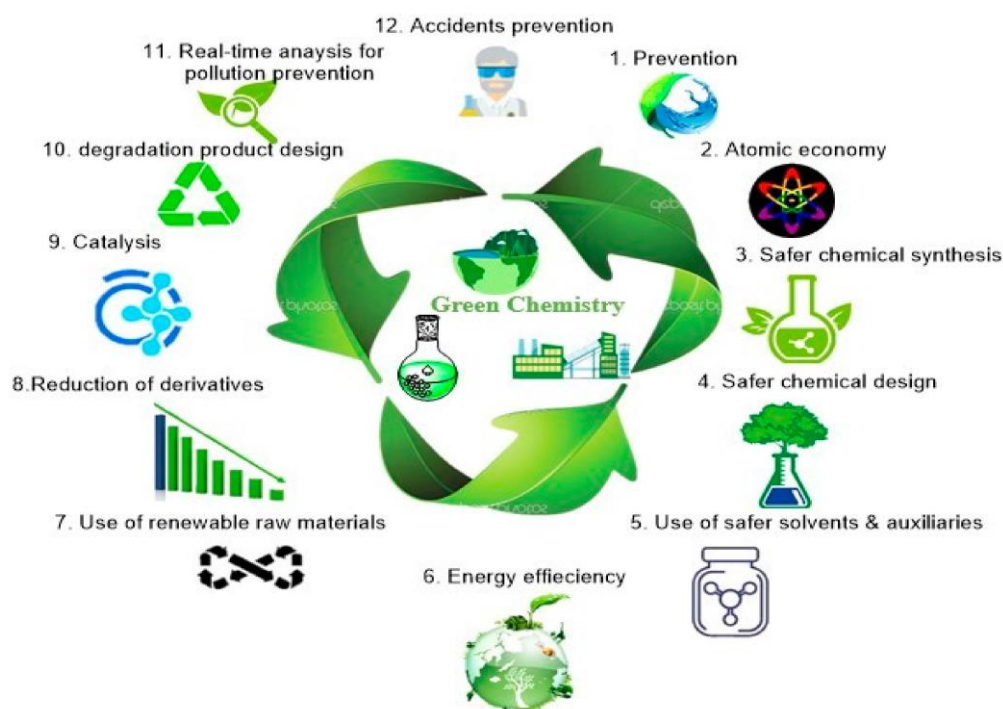 12. Accidents prevention
1. Prevention
2. Atomic economy
3. Safer chemical synthesis
4. Safer chemical design
5. Use of safer solvents & auxiliaries
6. Energy effieciency
7. Use of renewable raw materials
8.Reduction of derivatives
9. Catalysis
10. degradation product design
11. Real-time anaysis for
pollution prevention
Green Chemistry